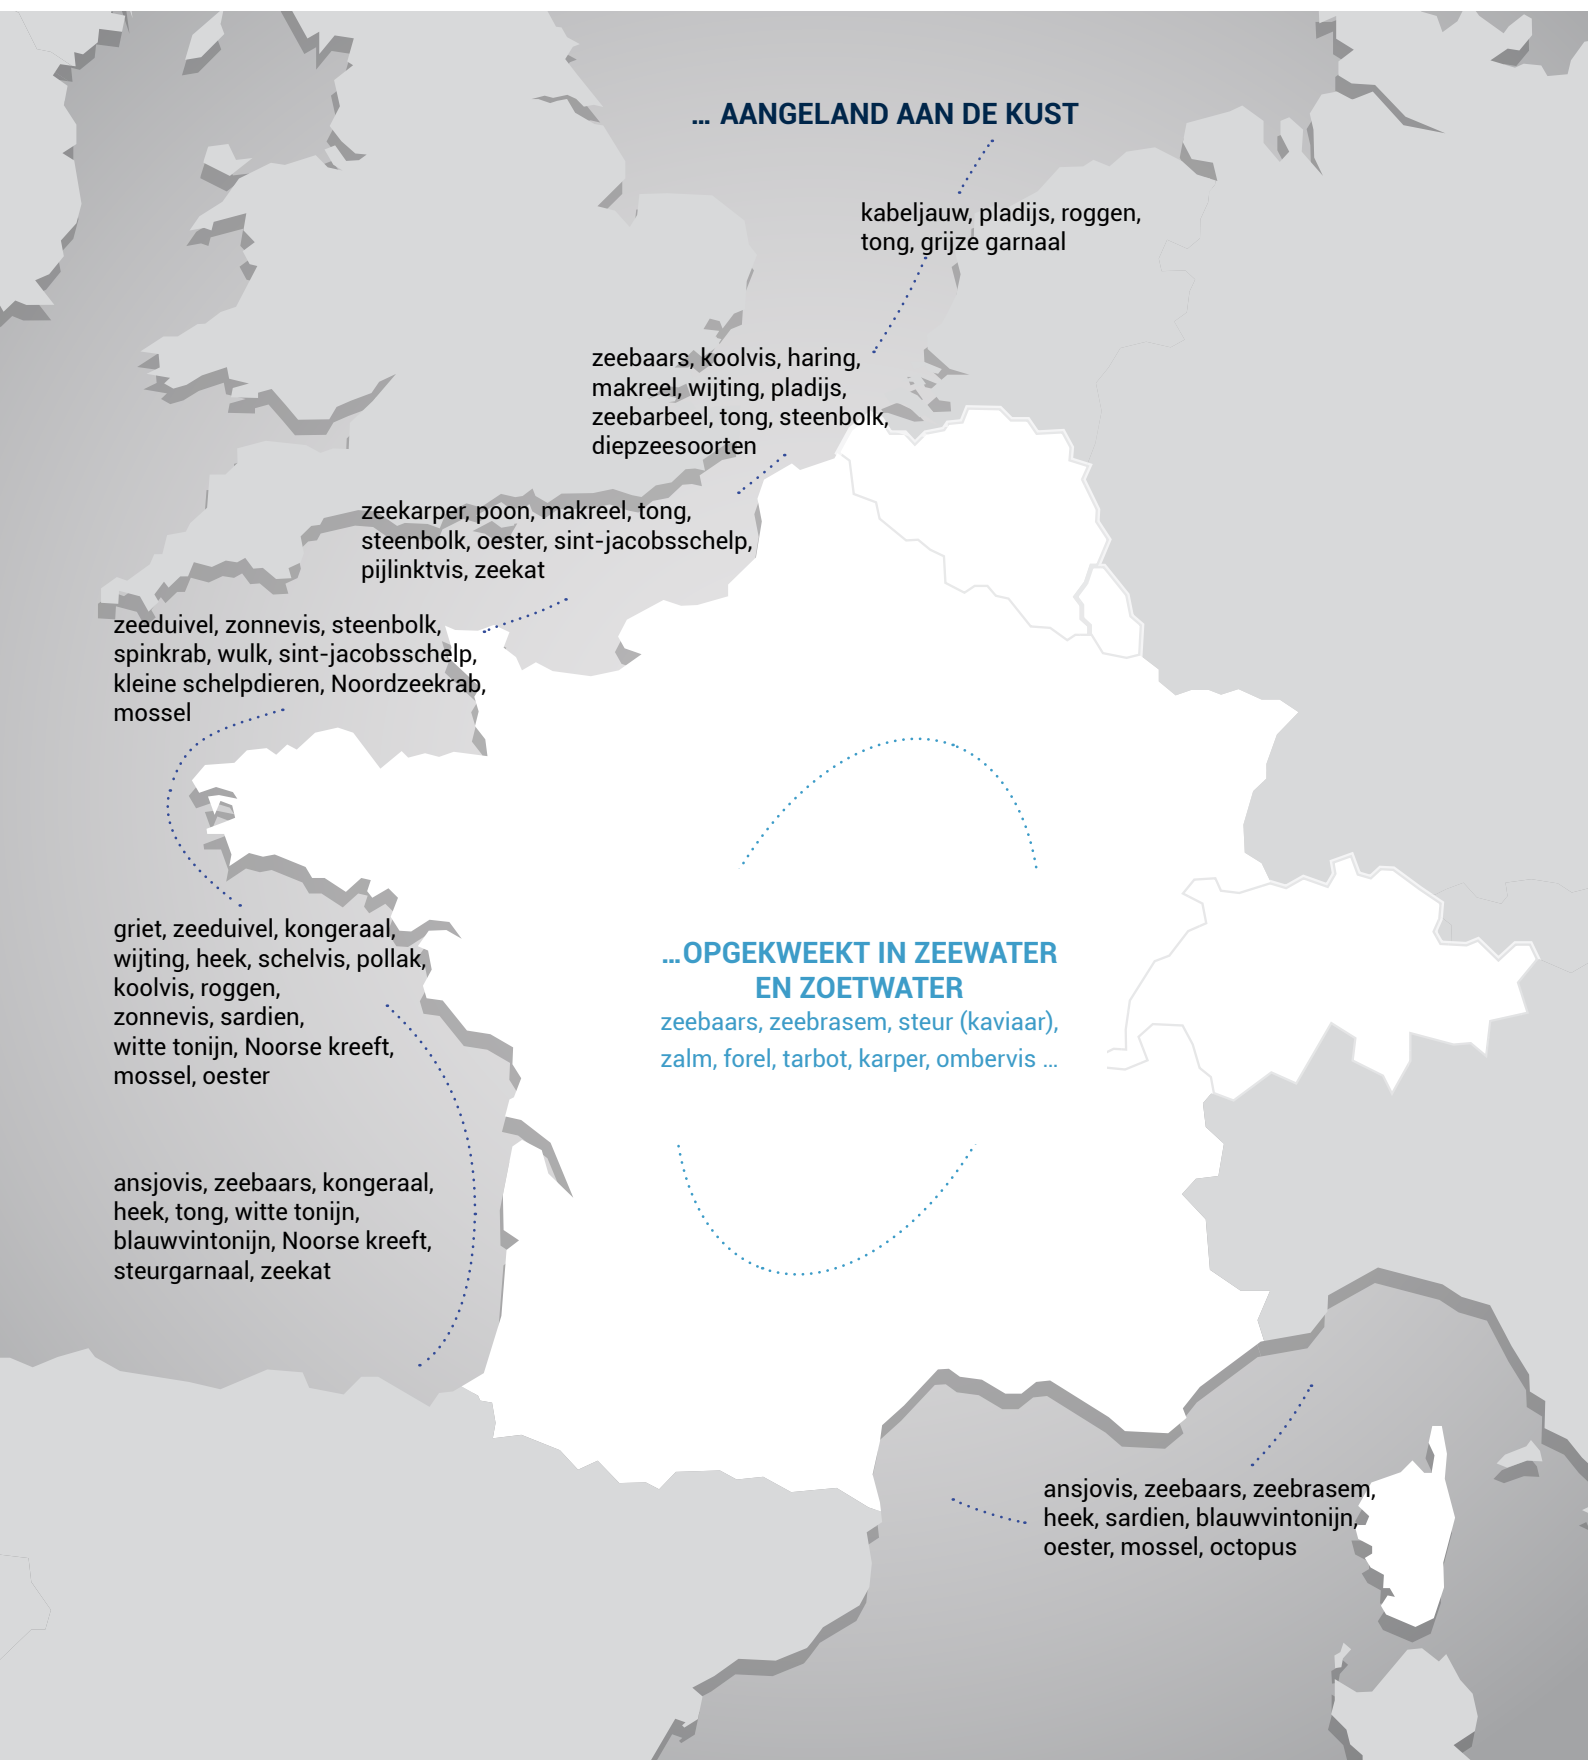 ... AANGELAND AAN DE KUST
kabeljauw, pladijs, roggen,
tong, grijze garnaal
zeebaars, koolvis, haring,
makreel, wijting, pladijs,
zeebarbeel, tong, steenbolk,
diepzeesoorten
zeekarper, poon, makreel, tong,
steenbolk, oester, sint-jacobsschelp,
pijlinktvis, zeekat
zeeduivel, zonnevis, steenbolk,
spinkrab, wulk, sint-jacobsschelp,
kleine schelpdieren, Noordzeekrab,
mossel
griet, zeeduivel, kongeraal,
wijting, heek, schelvis, pollak,
koolvis, roggen,
zonnevis, sardien,
witte tonijn, Noorse kreeft,
mossel, oester
...OPGEKWEEKT IN ZEEWATER
EN ZOETWATER
zeebaars, zeebrasem, steur (kaviaar),
zalm, forel, tarbot, karper, ombervis ...
ansjovis, zeebaars, kongeraal,
heek, tong, witte tonijn,
blauwvintonijn, Noorse kreeft,
steurgarnaal, zeekat
ansjovis, zeebaars, zeebrasem,
heek, sardien, blauwvintonijn,
oester, mossel, octopus